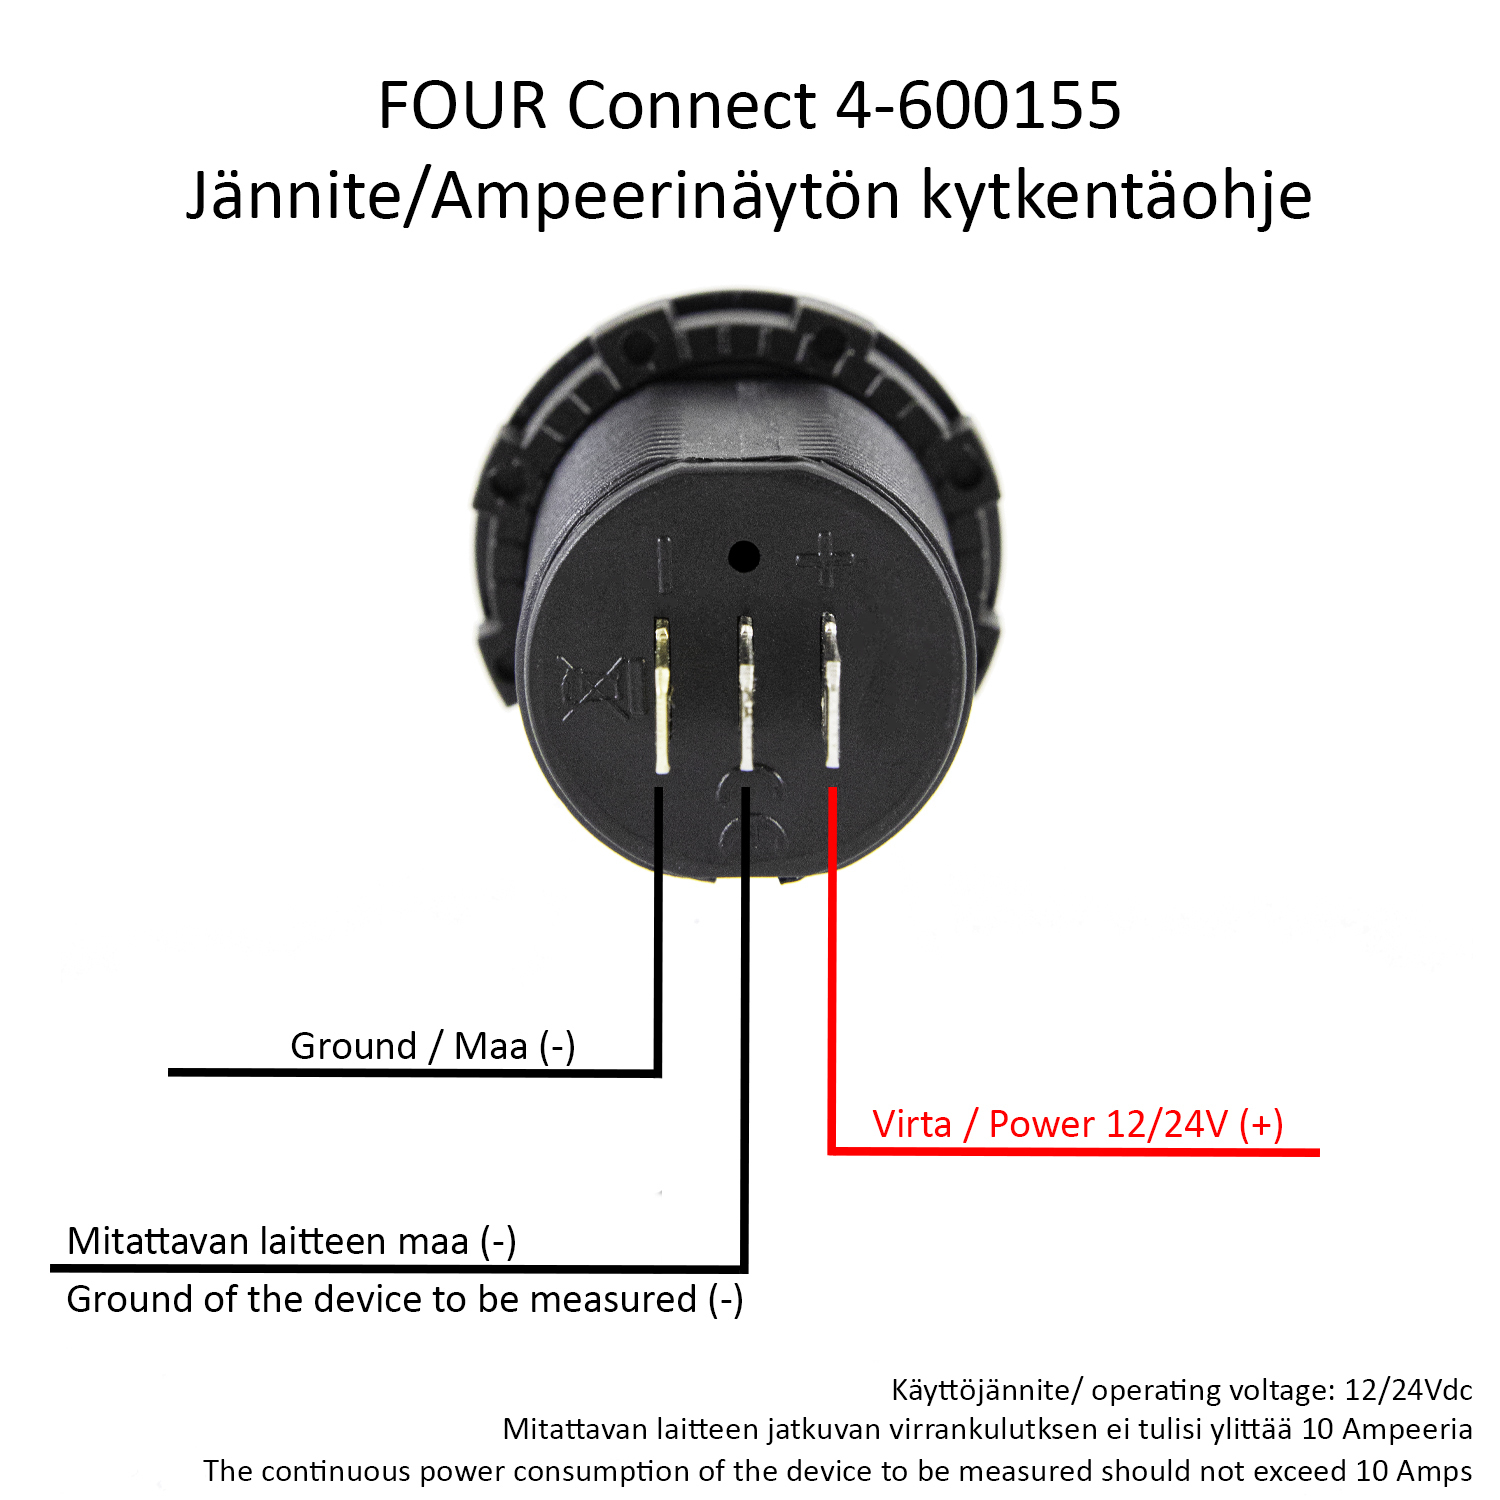 FOUR Connect 4-600155
Jännite/Ampeerinäytön kytkentäohje
Ground / Maa (-)
Virta / Power 12/24V (+)
Mitattavan laitteen maa (-)
Ground of the device to be measured (-)
Käyttöjännite/ operating voltage: 12/24Vdc
Mitattavan laitteen jatkuvan virrankulutksen ei tulisi ylittää 10 Ampeeria
The continuous power consumption of the device to be measured should not exceed 10 Amps